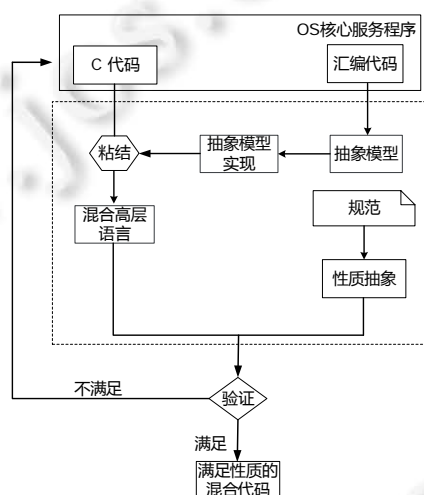 OS核心服务程序
C 代码
汇编代码
粘结
抽象模型
实现
抽象模型
混合高层
语言
规范
性质抽象
不满足
验证
满足
满足性质的
混合代码